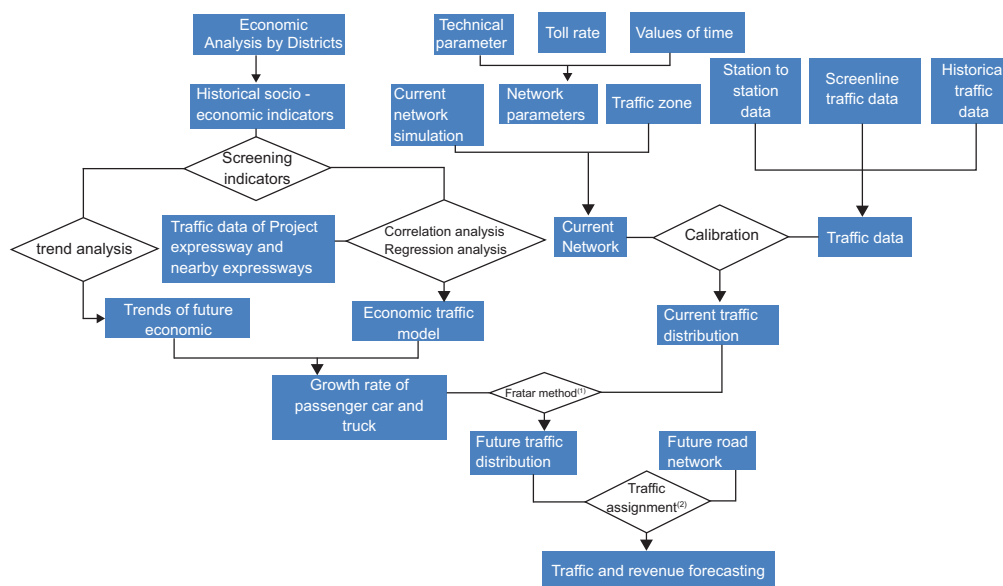 Economic
Analysis by Districts
Technical
parameter
Toll rate
Values of time
Historical socio -
economic indicators
Current
network
simulation
Network
parameters
Traffic zone
Station to
station
data
Screenline
traffic data
Historical
traffic
data
Screening
indicators
trend analysis
Traffic data of Project
expressway and
nearby expressways
Correlation analysis
Regression analysis
Current
Network
Calibration
Traffic data
Trends of future
economic
Economic traffic
model
Current traffic
distribution
Growth rate of
passenger car and
truck
Fratar method(1)
Future traffic
distribution
Future road
network
Traffic
assignment(2)
Traffic and revenue forecasting